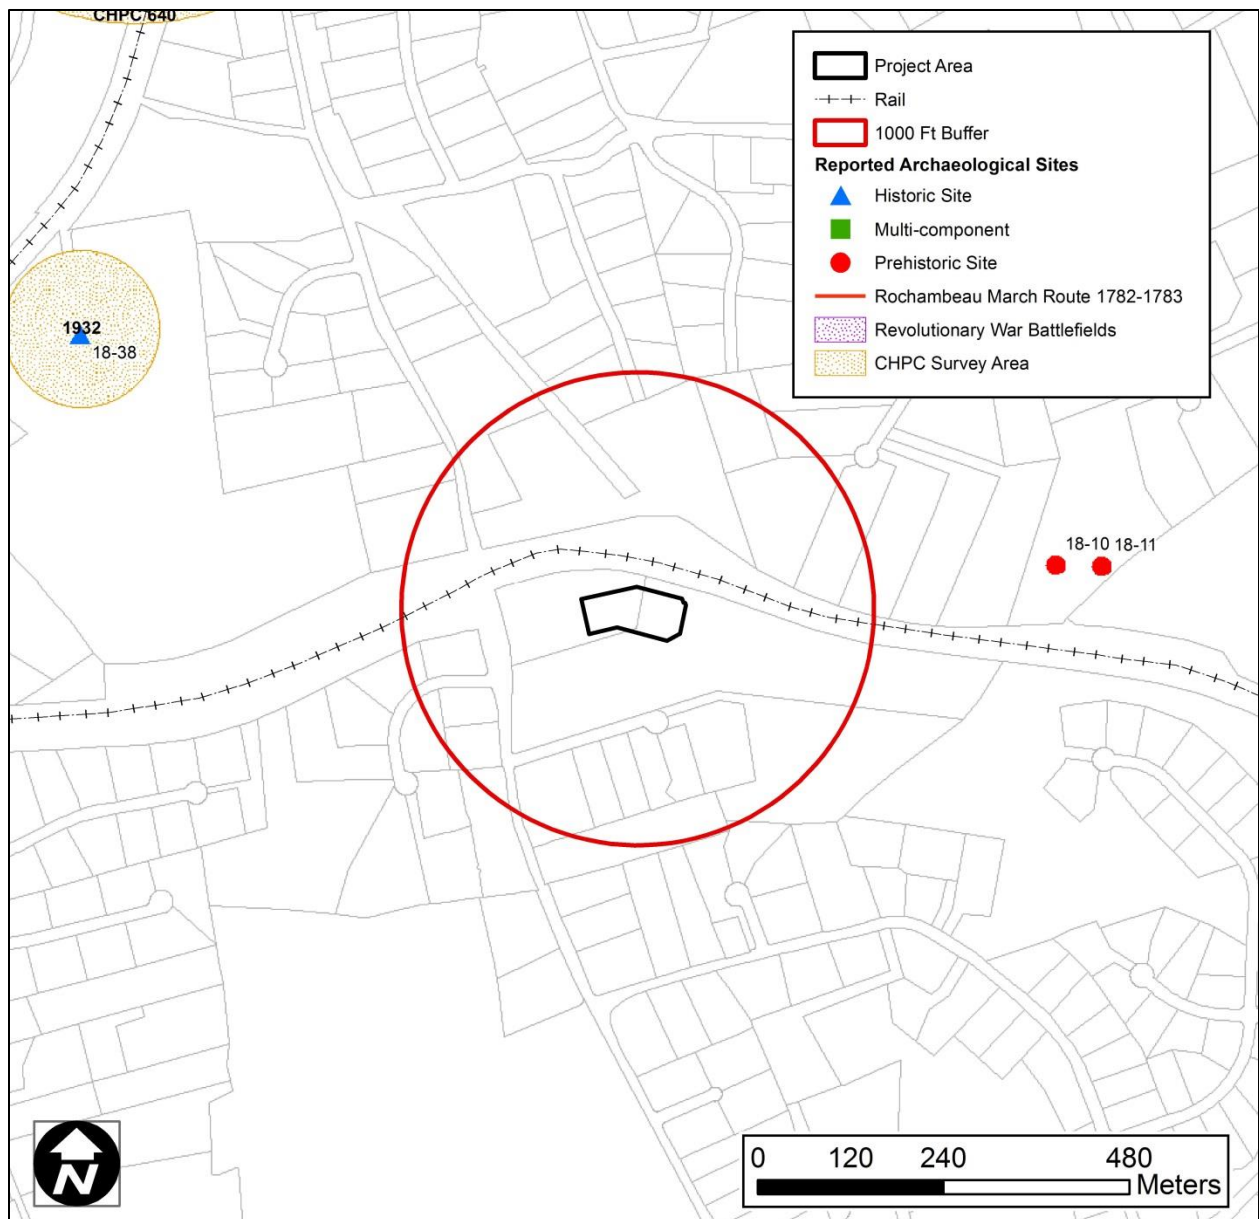 CHPC 640
Project Area
Rail
1000 Ft Buffer
Reported Archaeological Sites
Historic Site
Multi-component
Prehistoric Site
Rochambeau March Route 1782-1783
Revolutionary War Battlefields
CHPC Survey Area
1932
18-38
18-10 18-11
N
0 120 240 480
Meters